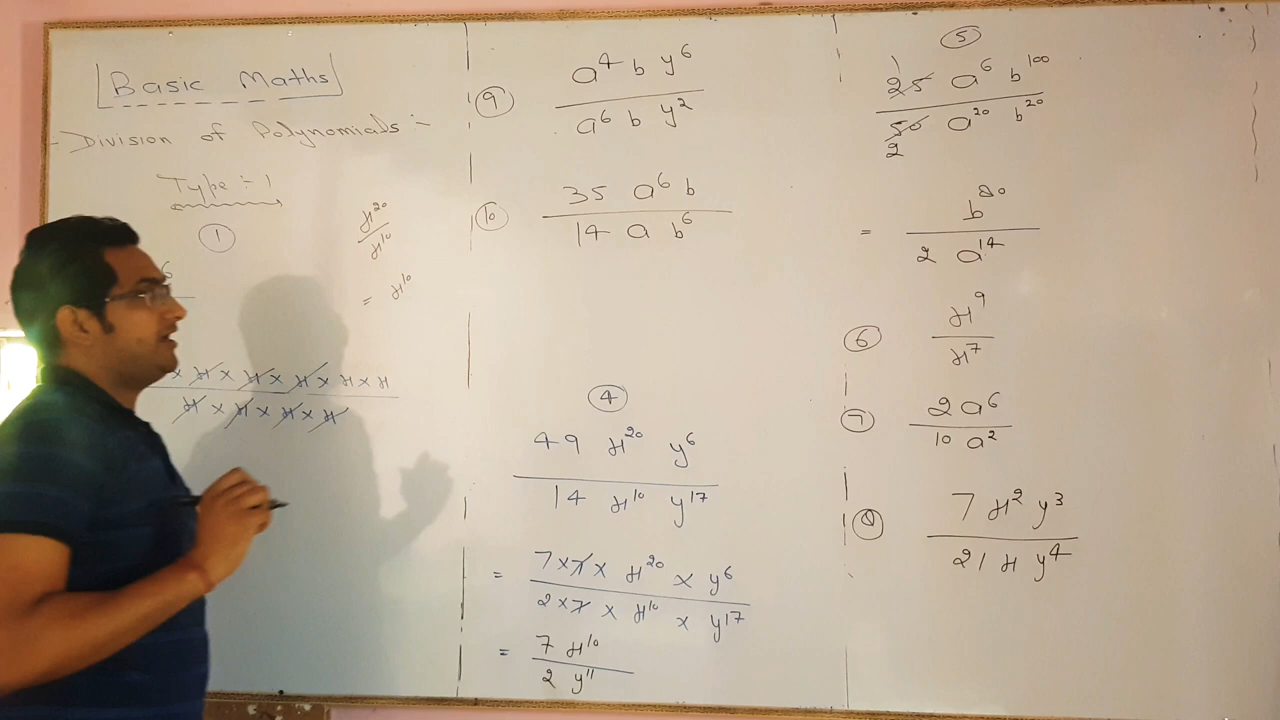 Basic Maths
Division of Polynomials :-
Type :- 1
①
x²⁰
x¹⁰
= x¹⁰
6
× x × x × x × x × x
x × x × x × x
⑨
a⁴ b y⁶
a⁶ b y²
⑩
35 a⁶ b
14 a b⁶
④
49 x²⁰ y⁶
14 x¹⁰ y¹⁷
= 7 × 7 × x²⁰ × y⁶
2 × 7 × x¹⁰ × y¹⁷
= 7 x¹⁰
2 y¹¹
⑤
1
25 a⁶ b¹⁰⁰
50 a²⁰ b²⁰
2
= b⁸⁰
2 a¹⁴
⑥
x⁹
x⁷
⑦
2 a⁶
10 a²
⑧
7 x² y³
21 x y⁴